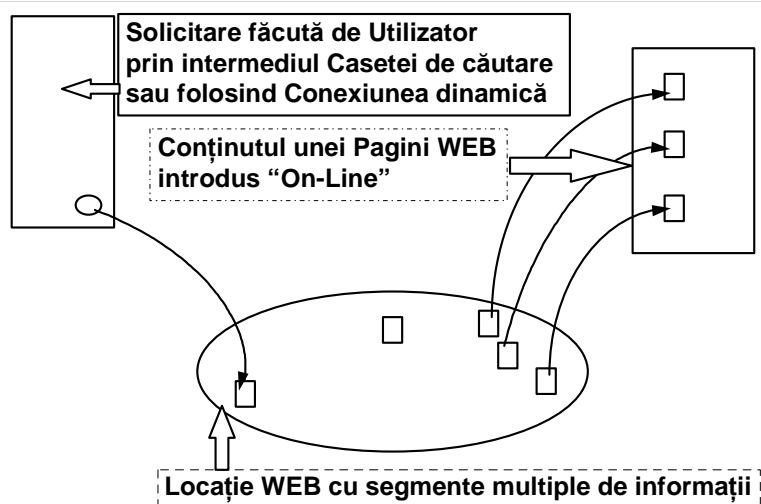 Solicitare făcută de Utilizator
prin intermediul Casetei de căutare
sau folosind Conexiunea dinamică
Conținutul unei Pagini WEB
introdus “On-Line”
Locație WEB cu segmente multiple de informații